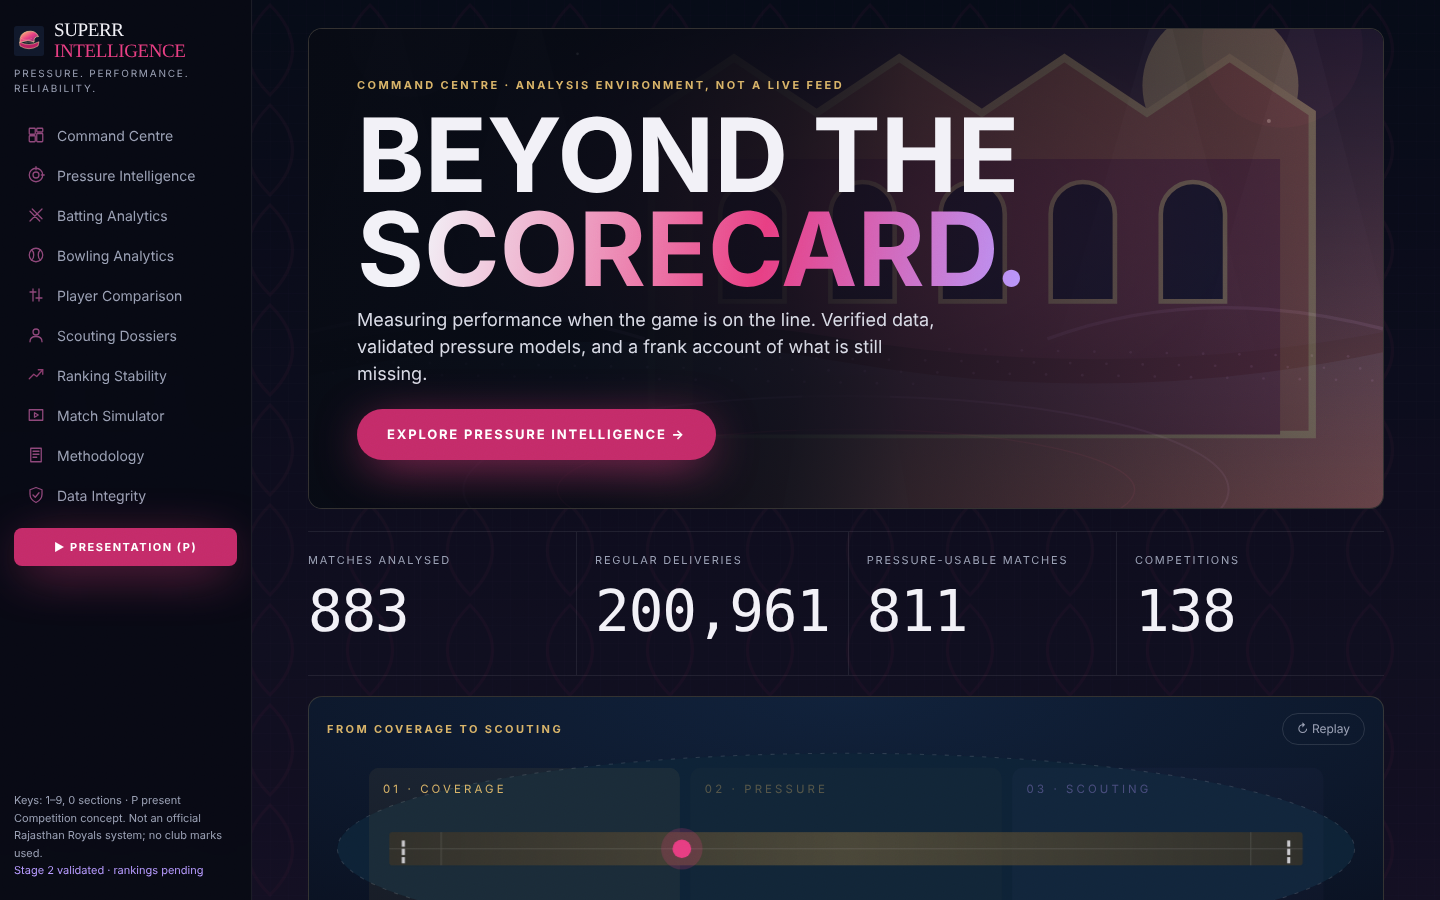 SUPERR
INTELLIGENCE
PRESSURE. PERFORMANCE.
RELIABILITY.
Command Centre
Pressure Intelligence
Batting Analytics
Bowling Analytics
Player Comparison
Scouting Dossiers
Ranking Stability
Match Simulator
Methodology
Data Integrity
▶ PRESENTATION (P)
Keys: 1–9, 0 sections · P present
Competition concept. Not an official
Rajasthan Royals system; no club marks
used.
Stage 2 validated · rankings pending
COMMAND CENTRE · ANALYSIS ENVIRONMENT, NOT A LIVE FEED
BEYOND THE
SCORECARD.
Measuring performance when the game is on the line. Verified data,
validated pressure models, and a frank account of what is still
missing.
EXPLORE PRESSURE INTELLIGENCE →
MATCHES ANALYSED
883
REGULAR DELIVERIES
200,961
PRESSURE-USABLE MATCHES
811
COMPETITIONS
138
FROM COVERAGE TO SCOUTING
↻ Replay
01 · COVERAGE
02 · PRESSURE
03 · SCOUTING